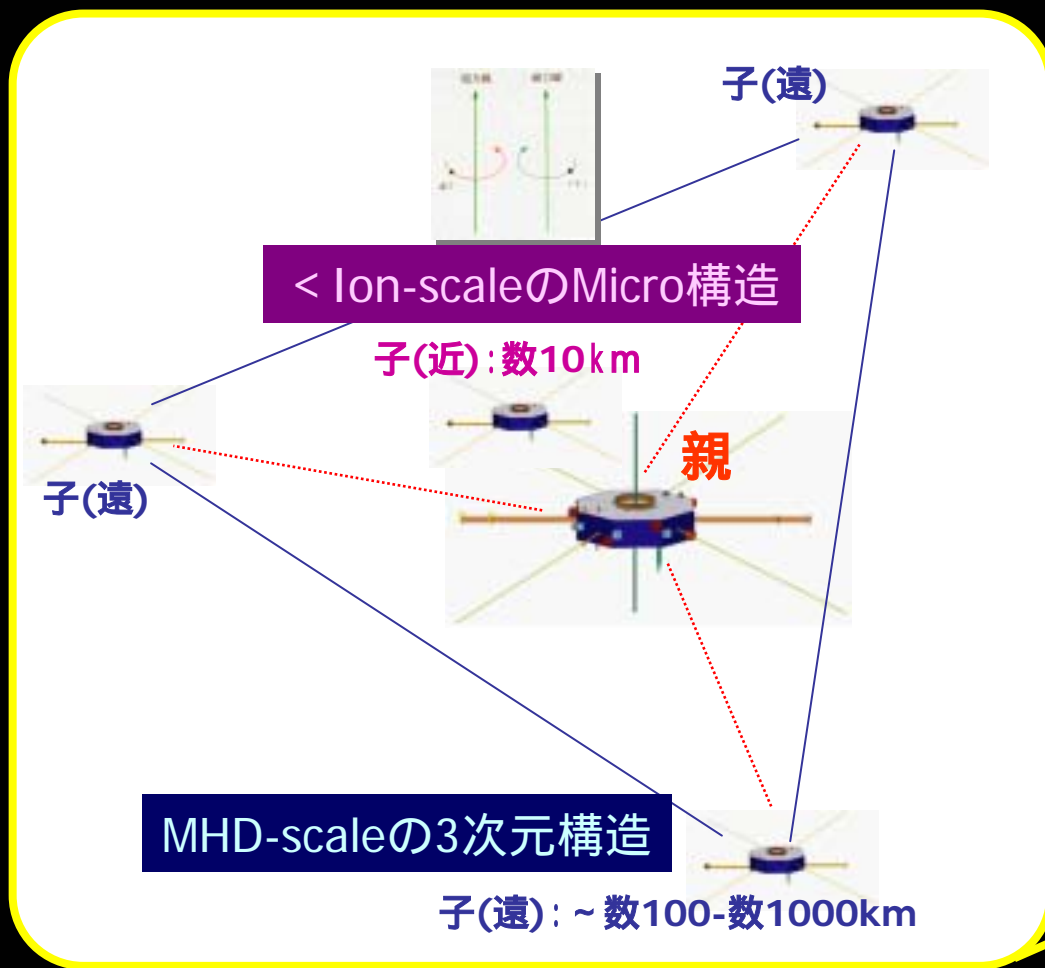 子(遠)
< Ion-scaleのMicro構造
子(近):数10km
親
子(遠)
MHD-scaleの3次元構造
子(遠):~数100-数1000km